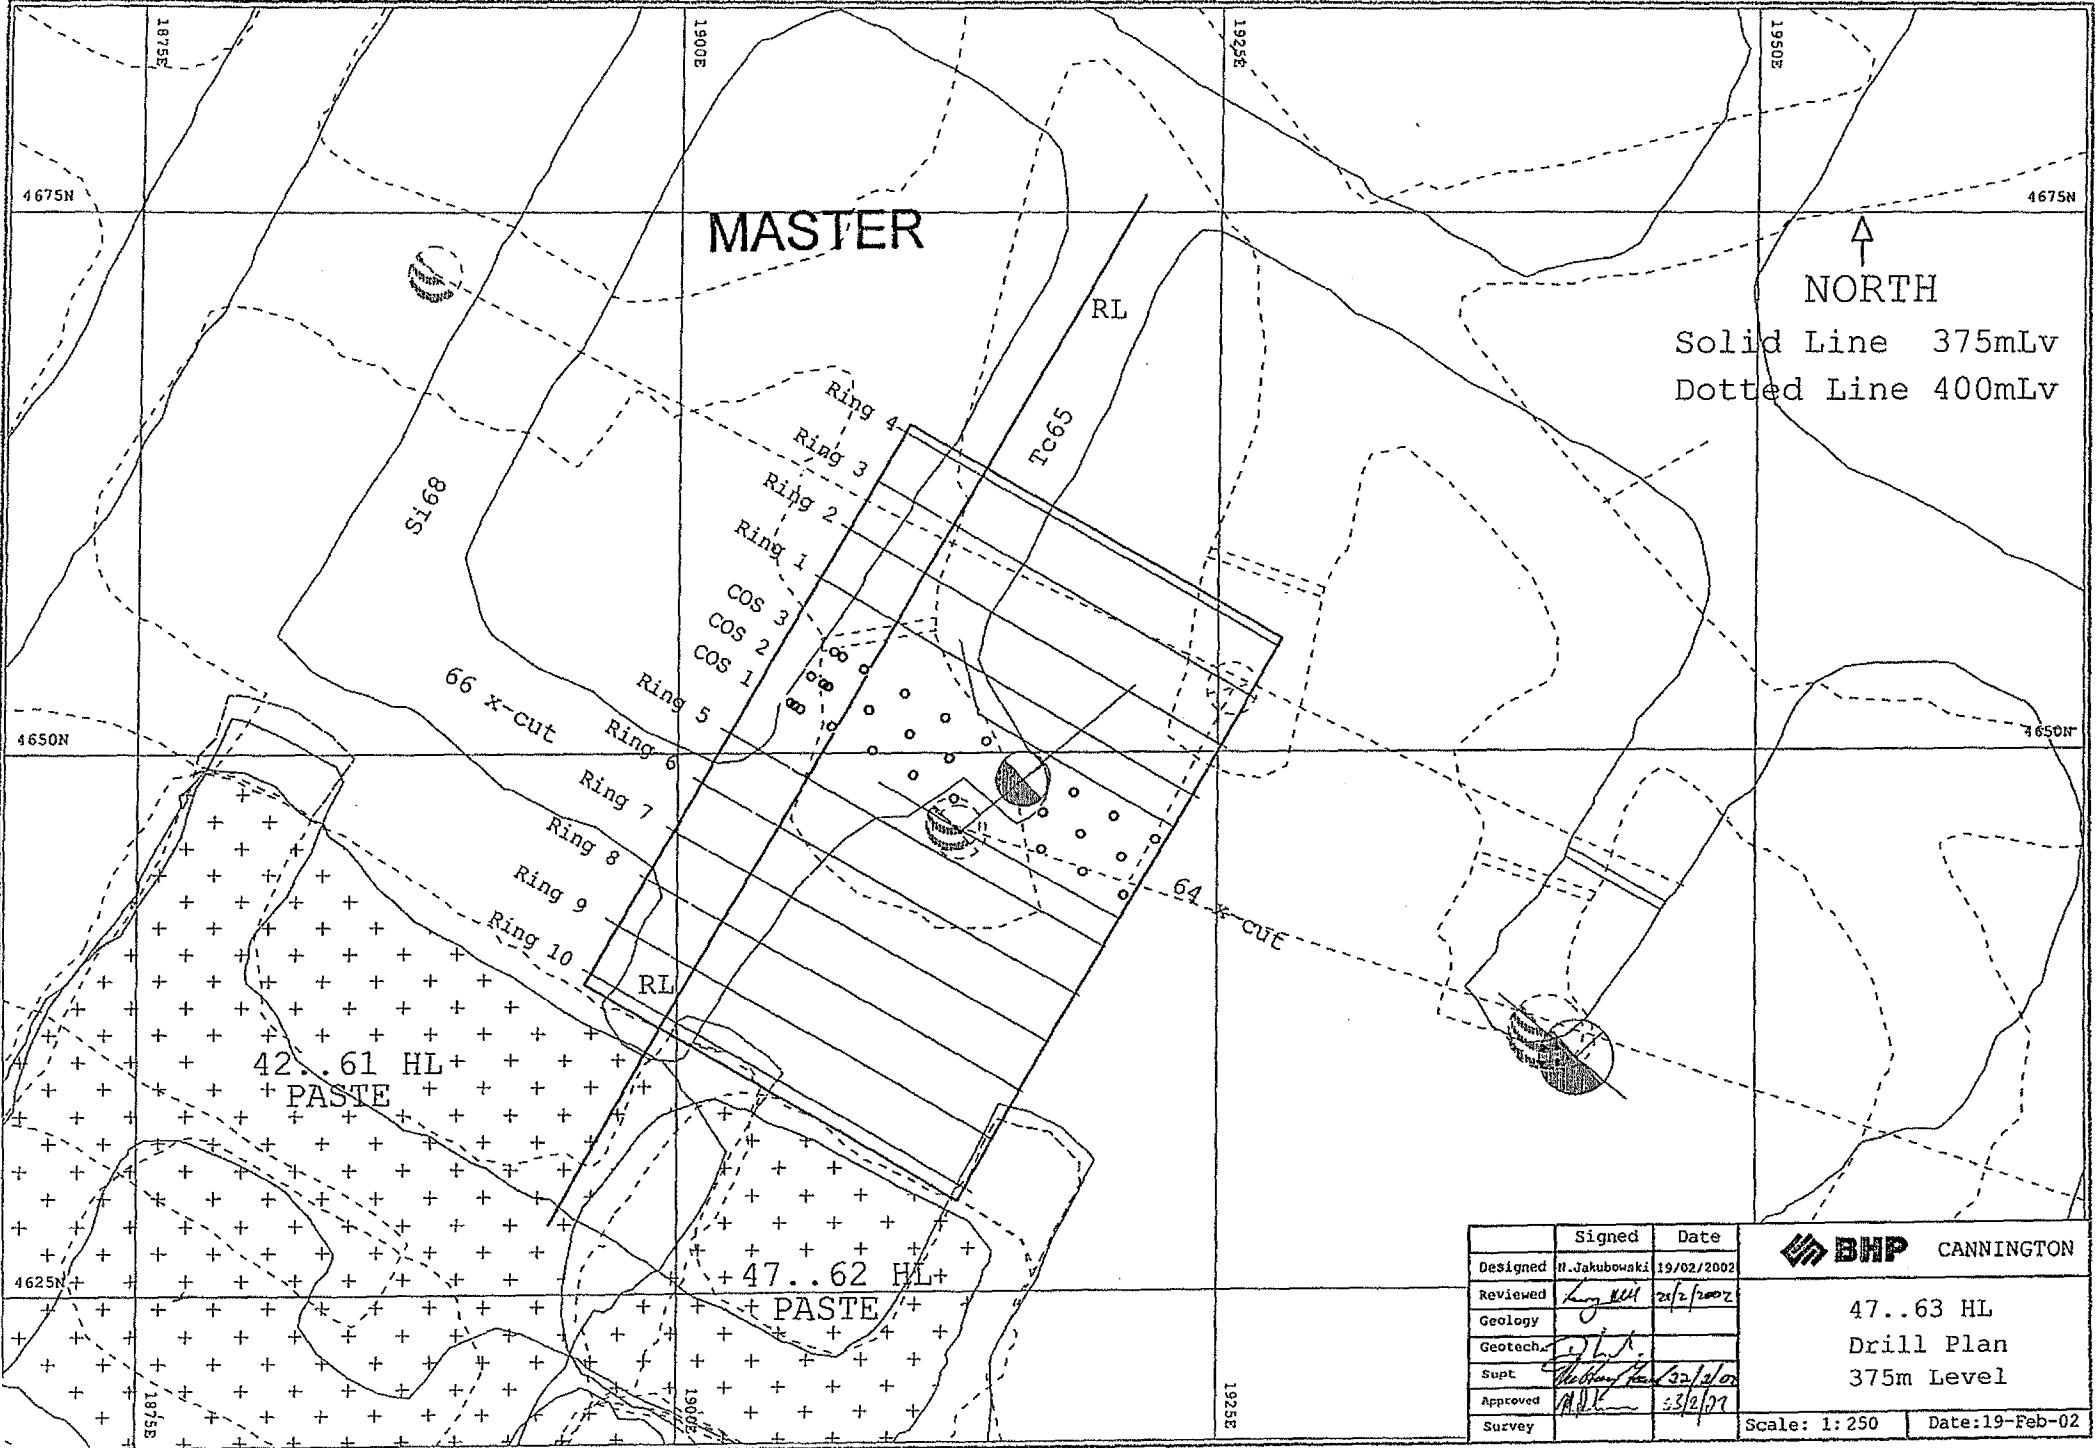 1875E
1900E
1925E
1950E
4675N
4675N
MASTER
NORTH
Solid Line 375mLv
Dotted Line 400mLv
RL
Tc65
Ring 4
Ring 3
Ring 2
Ring 1
COS 3
COS 2
COS 1
Ring 5
Ring 6
Ring 7
Ring 8
Ring 9
Ring 10
Si68
66 x-cut
4650N
4650N
64 x cut
RL
42..61 HL
PASTE
4625N
47..62 HL
PASTE
1875E
1900E
1925E
Signed Date
Designed N.Jakubowski 19/02/2002
Reviewed 21/2/2002
Geology
Geotech.
Supt
Approved
Survey
BHP CANNINGTON
47..63 HL
Drill Plan
375m Level
Scale: 1:250 Date:19-Feb-02